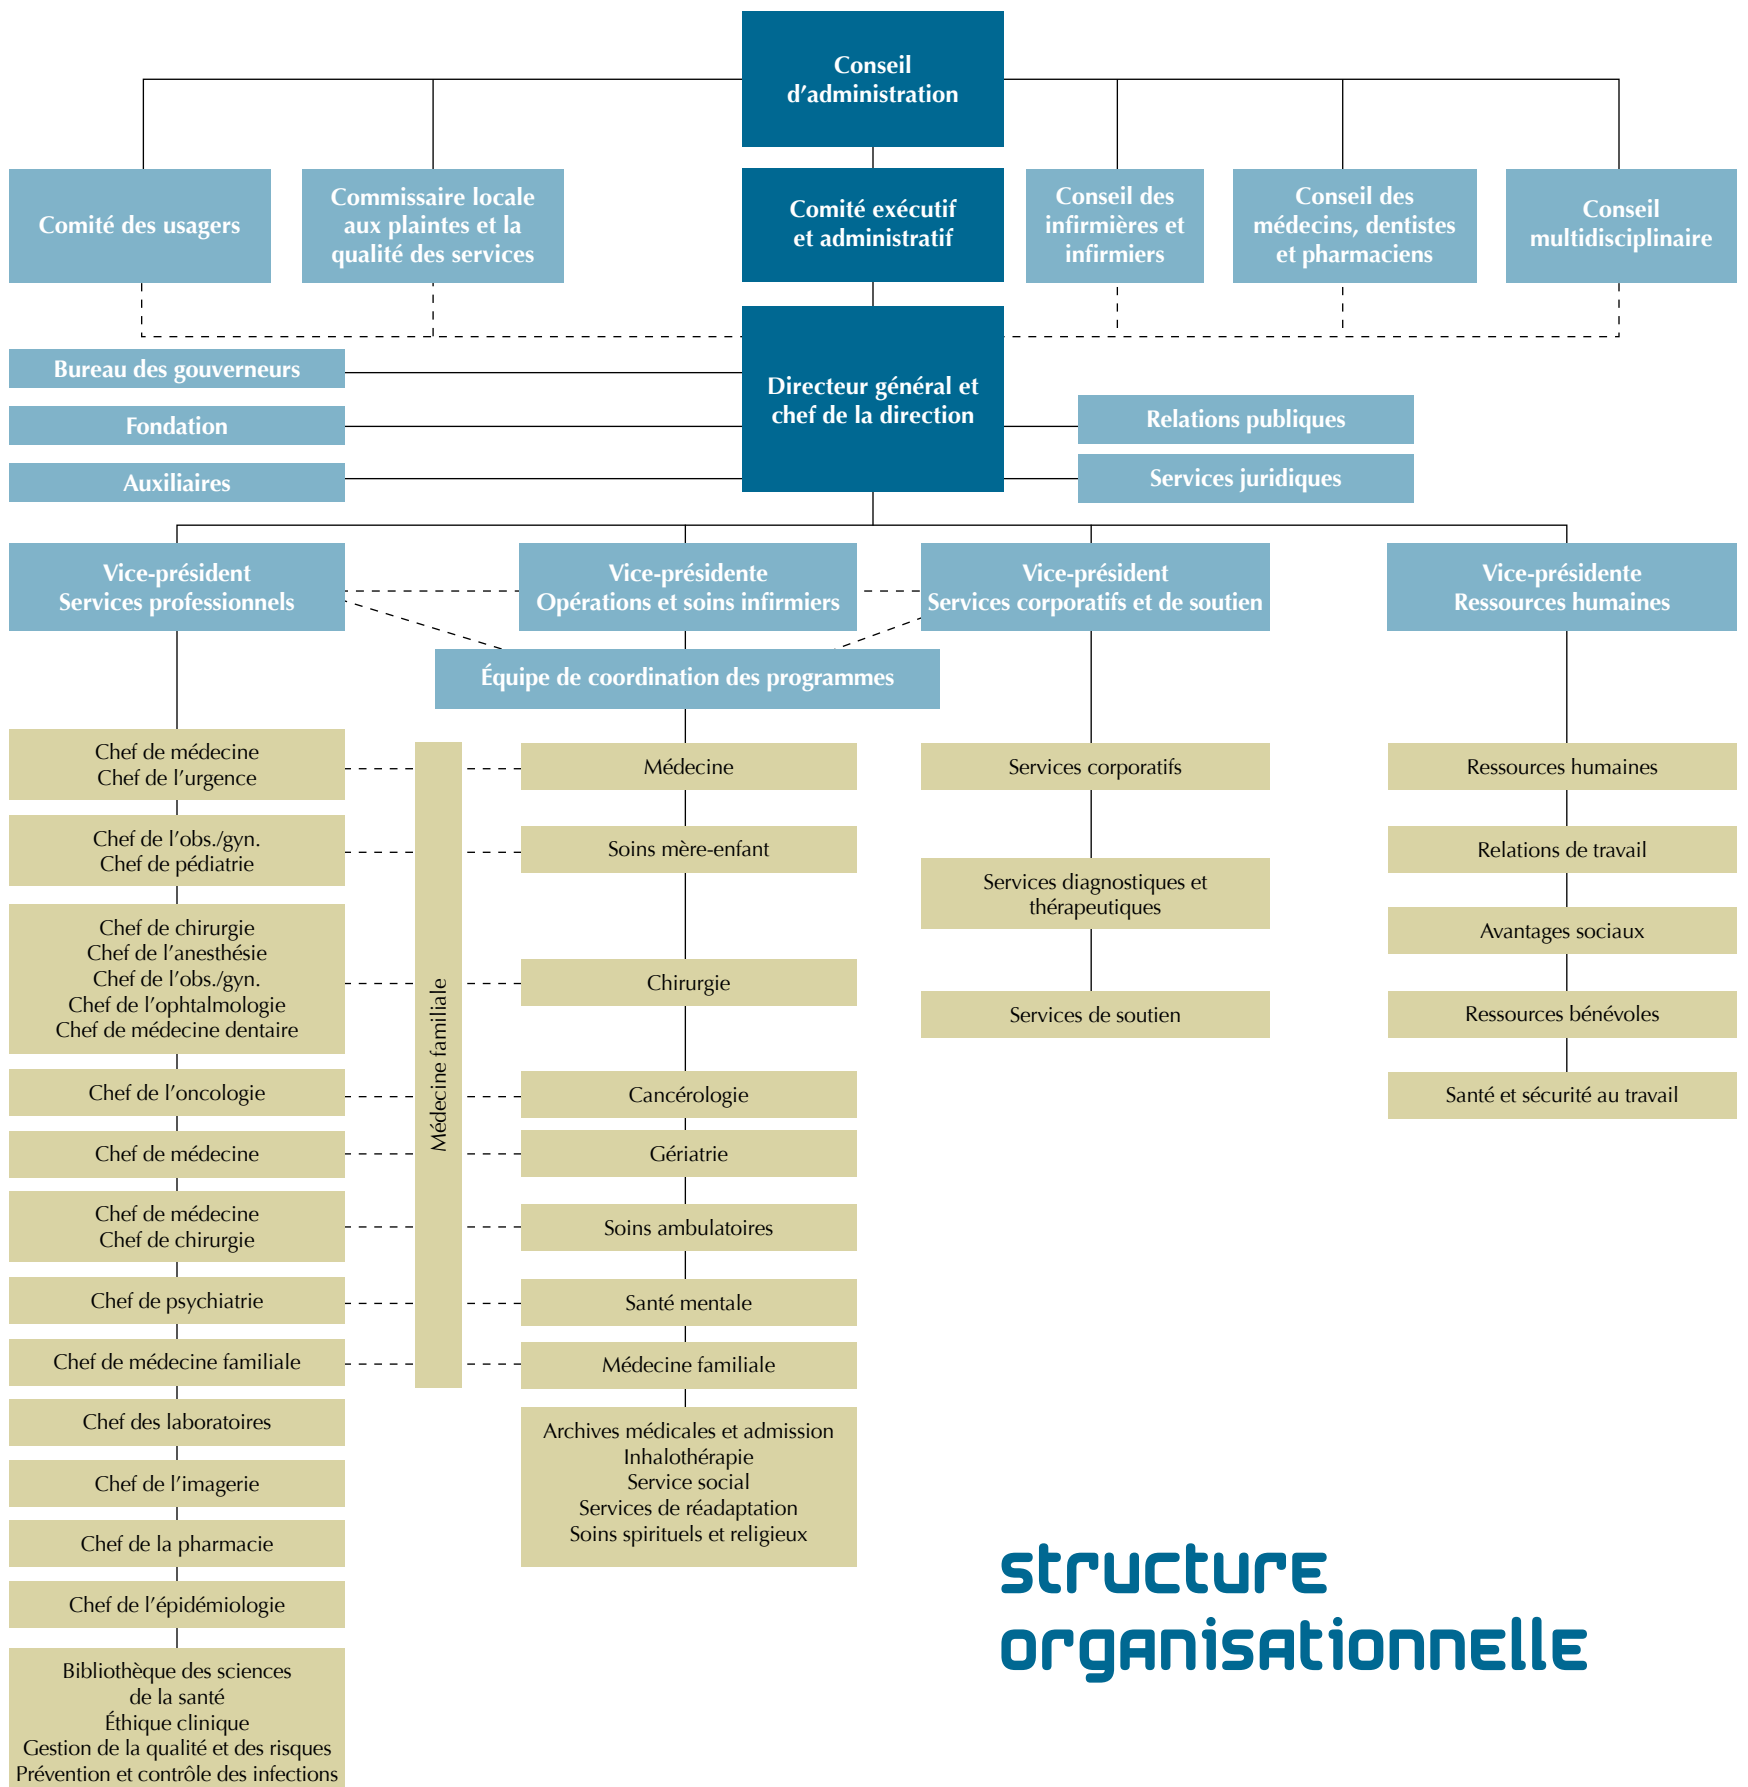 Conseil
d'administration
Comité des usagers
Commissaire locale
aux plaintes et la
qualité des services
Comité exécutif
et administratif
Conseil des
infirmières et
infirmiers
Conseil des
médecins, dentistes
et pharmaciens
Conseil
multidisciplinaire
Bureau des gouverneurs
Fondation
Auxiliaires
Directeur général et
chef de la direction
Relations publiques
Services juridiques
Vice-président
Services professionnels
Vice-présidente
Opérations et soins infirmiers
Vice-président
Services corporatifs et de soutien
Vice-présidente
Ressources humaines
Équipe de coordination des programmes
Chef de médecine
Chef de l'urgence
Chef de l'obs./gyn.
Chef de pédiatrie
Chef de chirurgie
Chef de l'anesthésie
Chef de l'obs./gyn.
Chef de l'ophtalmologie
Chef de médecine dentaire
Chef de l'oncologie
Chef de médecine
Chef de médecine
Chef de chirurgie
Chef de psychiatrie
Chef de médecine familiale
Chef des laboratoires
Chef de l'imagerie
Chef de la pharmacie
Chef de l'épidémiologie
Bibliothèque des sciences
de la santé
Éthique clinique
Gestion de la qualité et des risques
Prévention et contrôle des infections
Médecine familiale
Médecine
Soins mère-enfant
Chirurgie
Cancérologie
Gériatrie
Soins ambulatoires
Santé mentale
Médecine familiale
Archives médicales et admission
Inhalothérapie
Service social
Services de réadaptation
Soins spirituels et religieux
Services corporatifs
Services diagnostiques et
thérapeutiques
Services de soutien
Ressources humaines
Relations de travail
Avantages sociaux
Ressources bénévoles
Santé et sécurité au travail
structure
organisationnelle